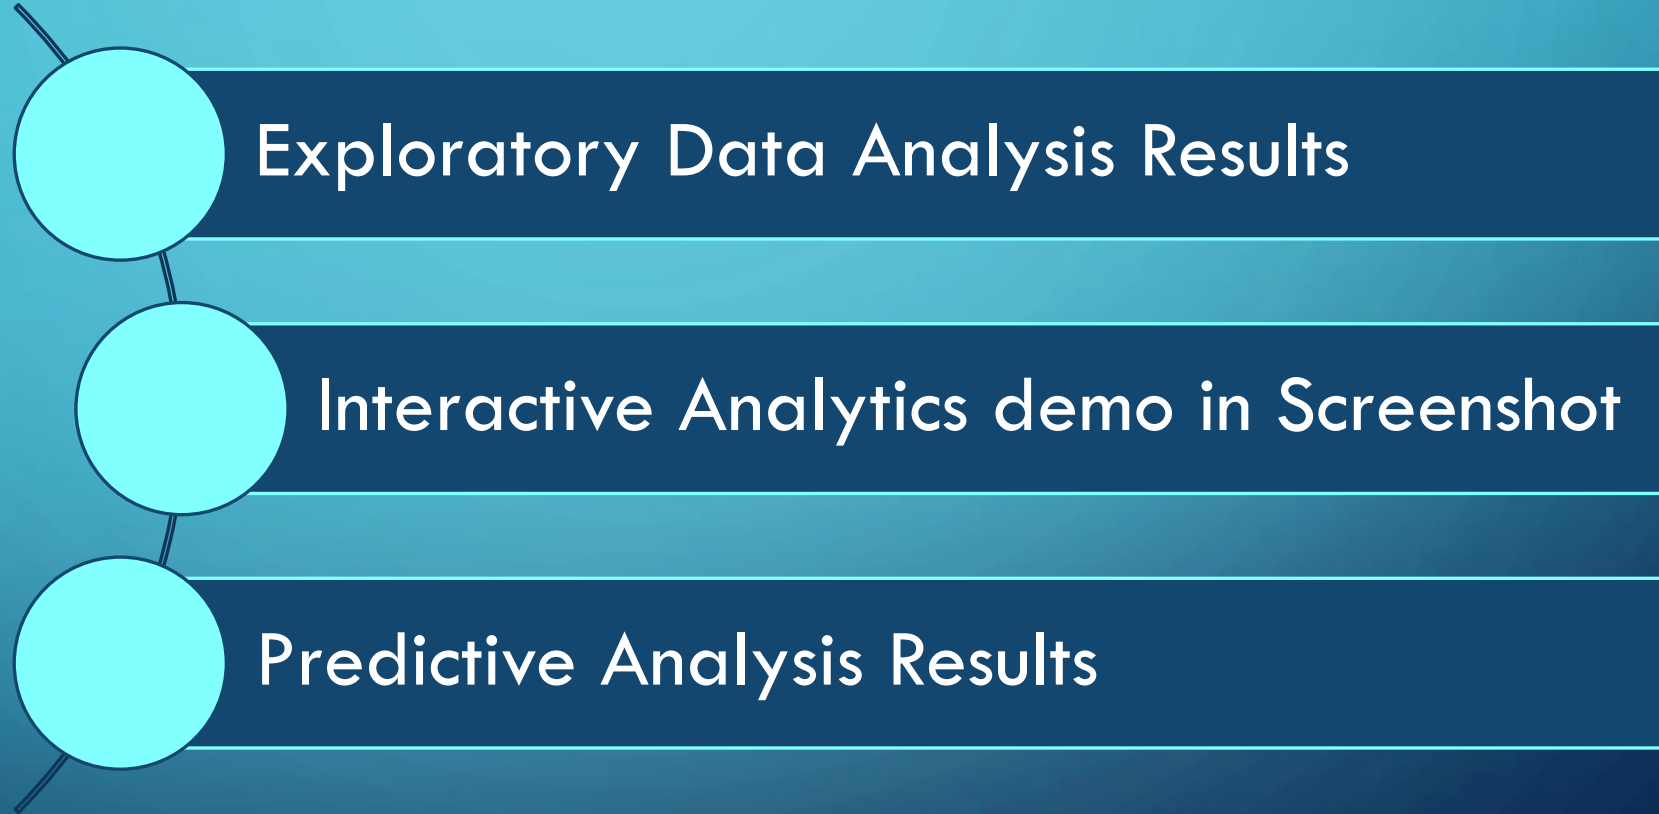 Exploratory Data Analysis Results
Interactive Analytics demo in Screenshot
Predictive Analysis Results